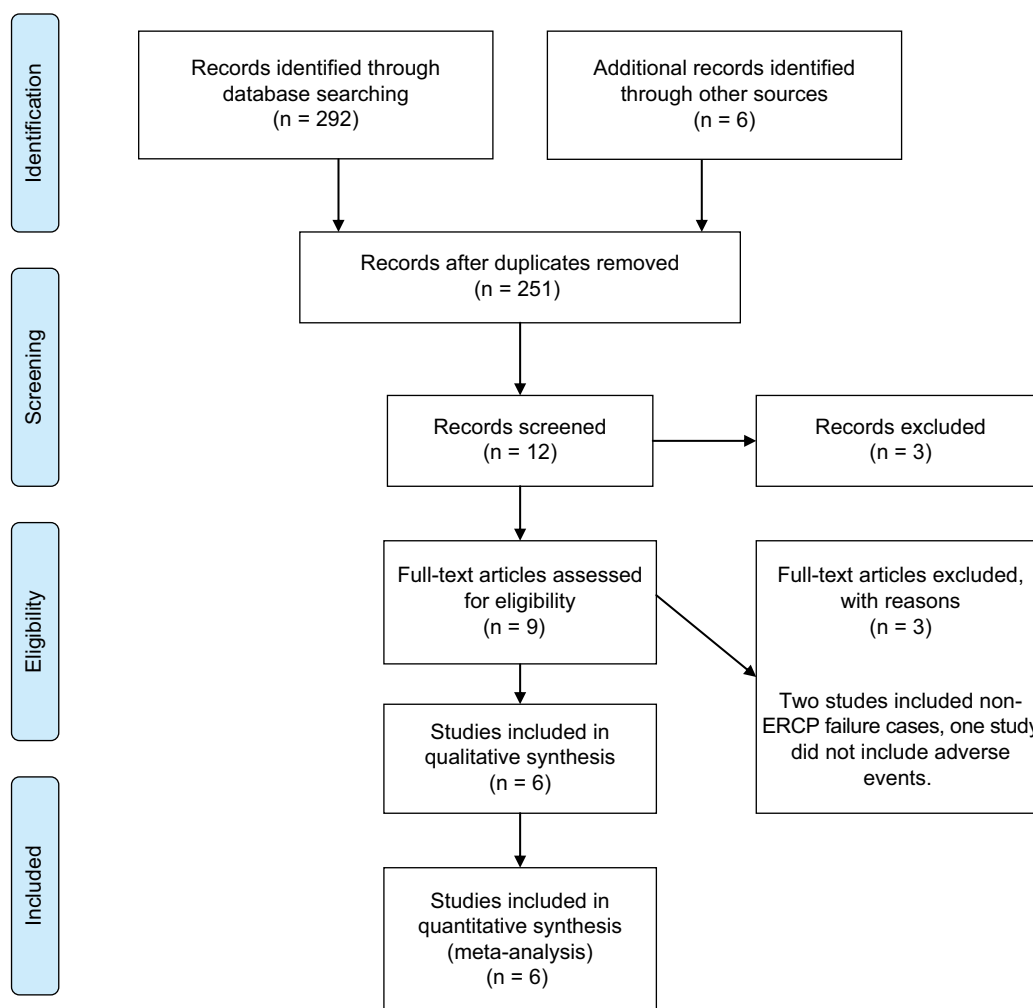 Identification
Records identified through
database searching
(n = 292)
Additional records identified
through other sources
(n = 6)
Records after duplicates removed
(n = 251)
Screening
Records screened
(n = 12)
Records excluded
(n = 3)
Eligibility
Full-text articles assessed
for eligibility
(n = 9)
Full-text articles excluded,
with reasons
(n = 3)
Two studes included non-
ERCP failure cases, one study
did not include adverse
events.
Studies included in
qualitative synthesis
(n = 6)
Included
Studies included in
quantitative synthesis
(meta-analysis)
(n = 6)